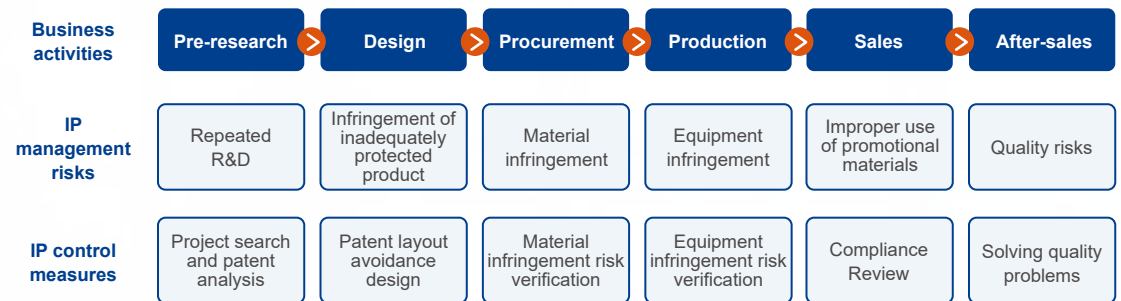 Business
activities
Pre-research
Design
Procurement
Production
Sales
After-sales
IP
management
risks
Repeated
R&D
Infringement of
inadequately
protected
product
Material
infringement
Equipment
infringement
Improper use
of promotional
materials
Quality risks
IP control
measures
Project search
and patent
analysis
Patent layout
avoidance
design
Material
infringement risk
verification
Equipment
infringement risk
verification
Compliance
Review
Solving quality
problems